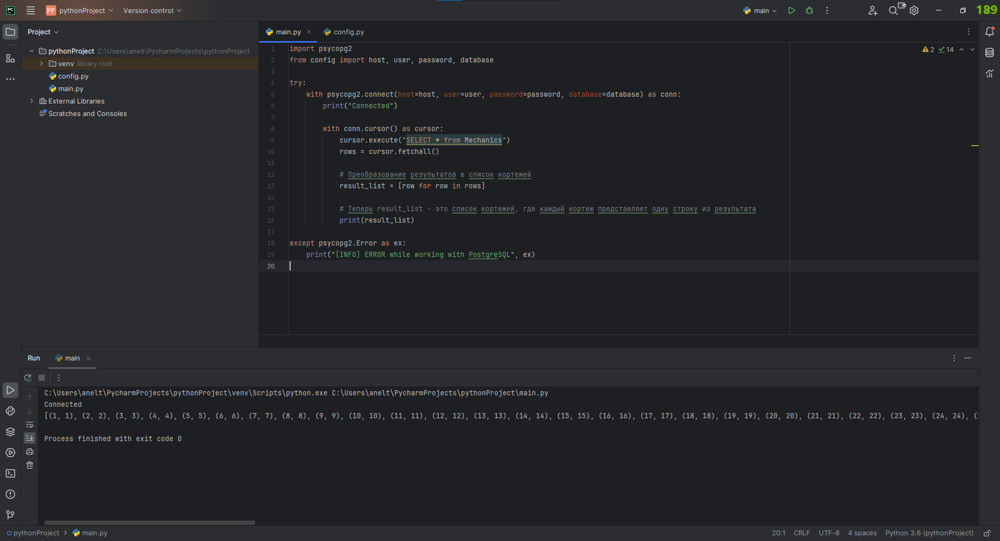 PC PP pythonProject Version control main 189
Project
pythonProject C:\Users\anelt\PycharmProjects\pythonProject
venv library root
config.py
main.py
External Libraries
Scratches and Consoles
main.py config.py
2 14
1 import psycopg2
2 from config import host, user, password, database
3
4 try:
5 with psycopg2.connect(host=host, user=user, password=password, database=database) as conn:
6 print("Connected")
7
8 with conn.cursor() as cursor:
9 cursor.execute("SELECT * from Mechanics")
10 rows = cursor.fetchall()
11
12 # Преобразование результатов в список кортежей
13 result_list = [row for row in rows]
14
15 # Теперь result_list - это список кортежей, где каждый кортеж представляет одну строку из результата
16 print(result_list)
17
18 except psycopg2.Error as ex:
19 print("[INFO] ERROR while working with PostgreSQL", ex)
20
Run main
C:\Users\anelt\PycharmProjects\pythonProject\venv\Scripts\python.exe C:\Users\anelt\PycharmProjects\pythonProject\main.py
Connected
[(1, 1), (2, 2), (3, 3), (4, 4), (5, 5), (6, 6), (7, 7), (8, 8), (9, 9), (10, 10), (11, 11), (12, 12), (13, 13), (14, 14), (15, 15), (16, 16), (17, 17), (18, 18), (19, 19), (20, 20), (21, 21), (22, 22), (23, 23), (24, 24), (
Process finished with exit code 0
pythonProject main.py 20:1 CRLF UTF-8 4 spaces Python 3.6 (pythonProject)